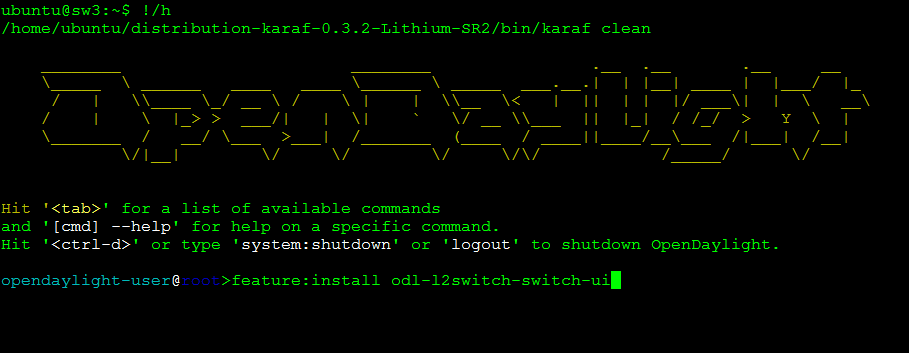 ubuntu@sw3:~$ !/h
/home/ubuntu/distribution-karaf-0.3.2-Lithium-SR2/bin/karaf clean
OpenDaylight
Hit '<tab>' for a list of available commands
and '[cmd] --help' for help on a specific command.
Hit '<ctrl-d>' or type 'system:shutdown' or 'logout' to shutdown OpenDaylight.
opendaylight-user@root>feature:install odl-l2switch-switch-ui